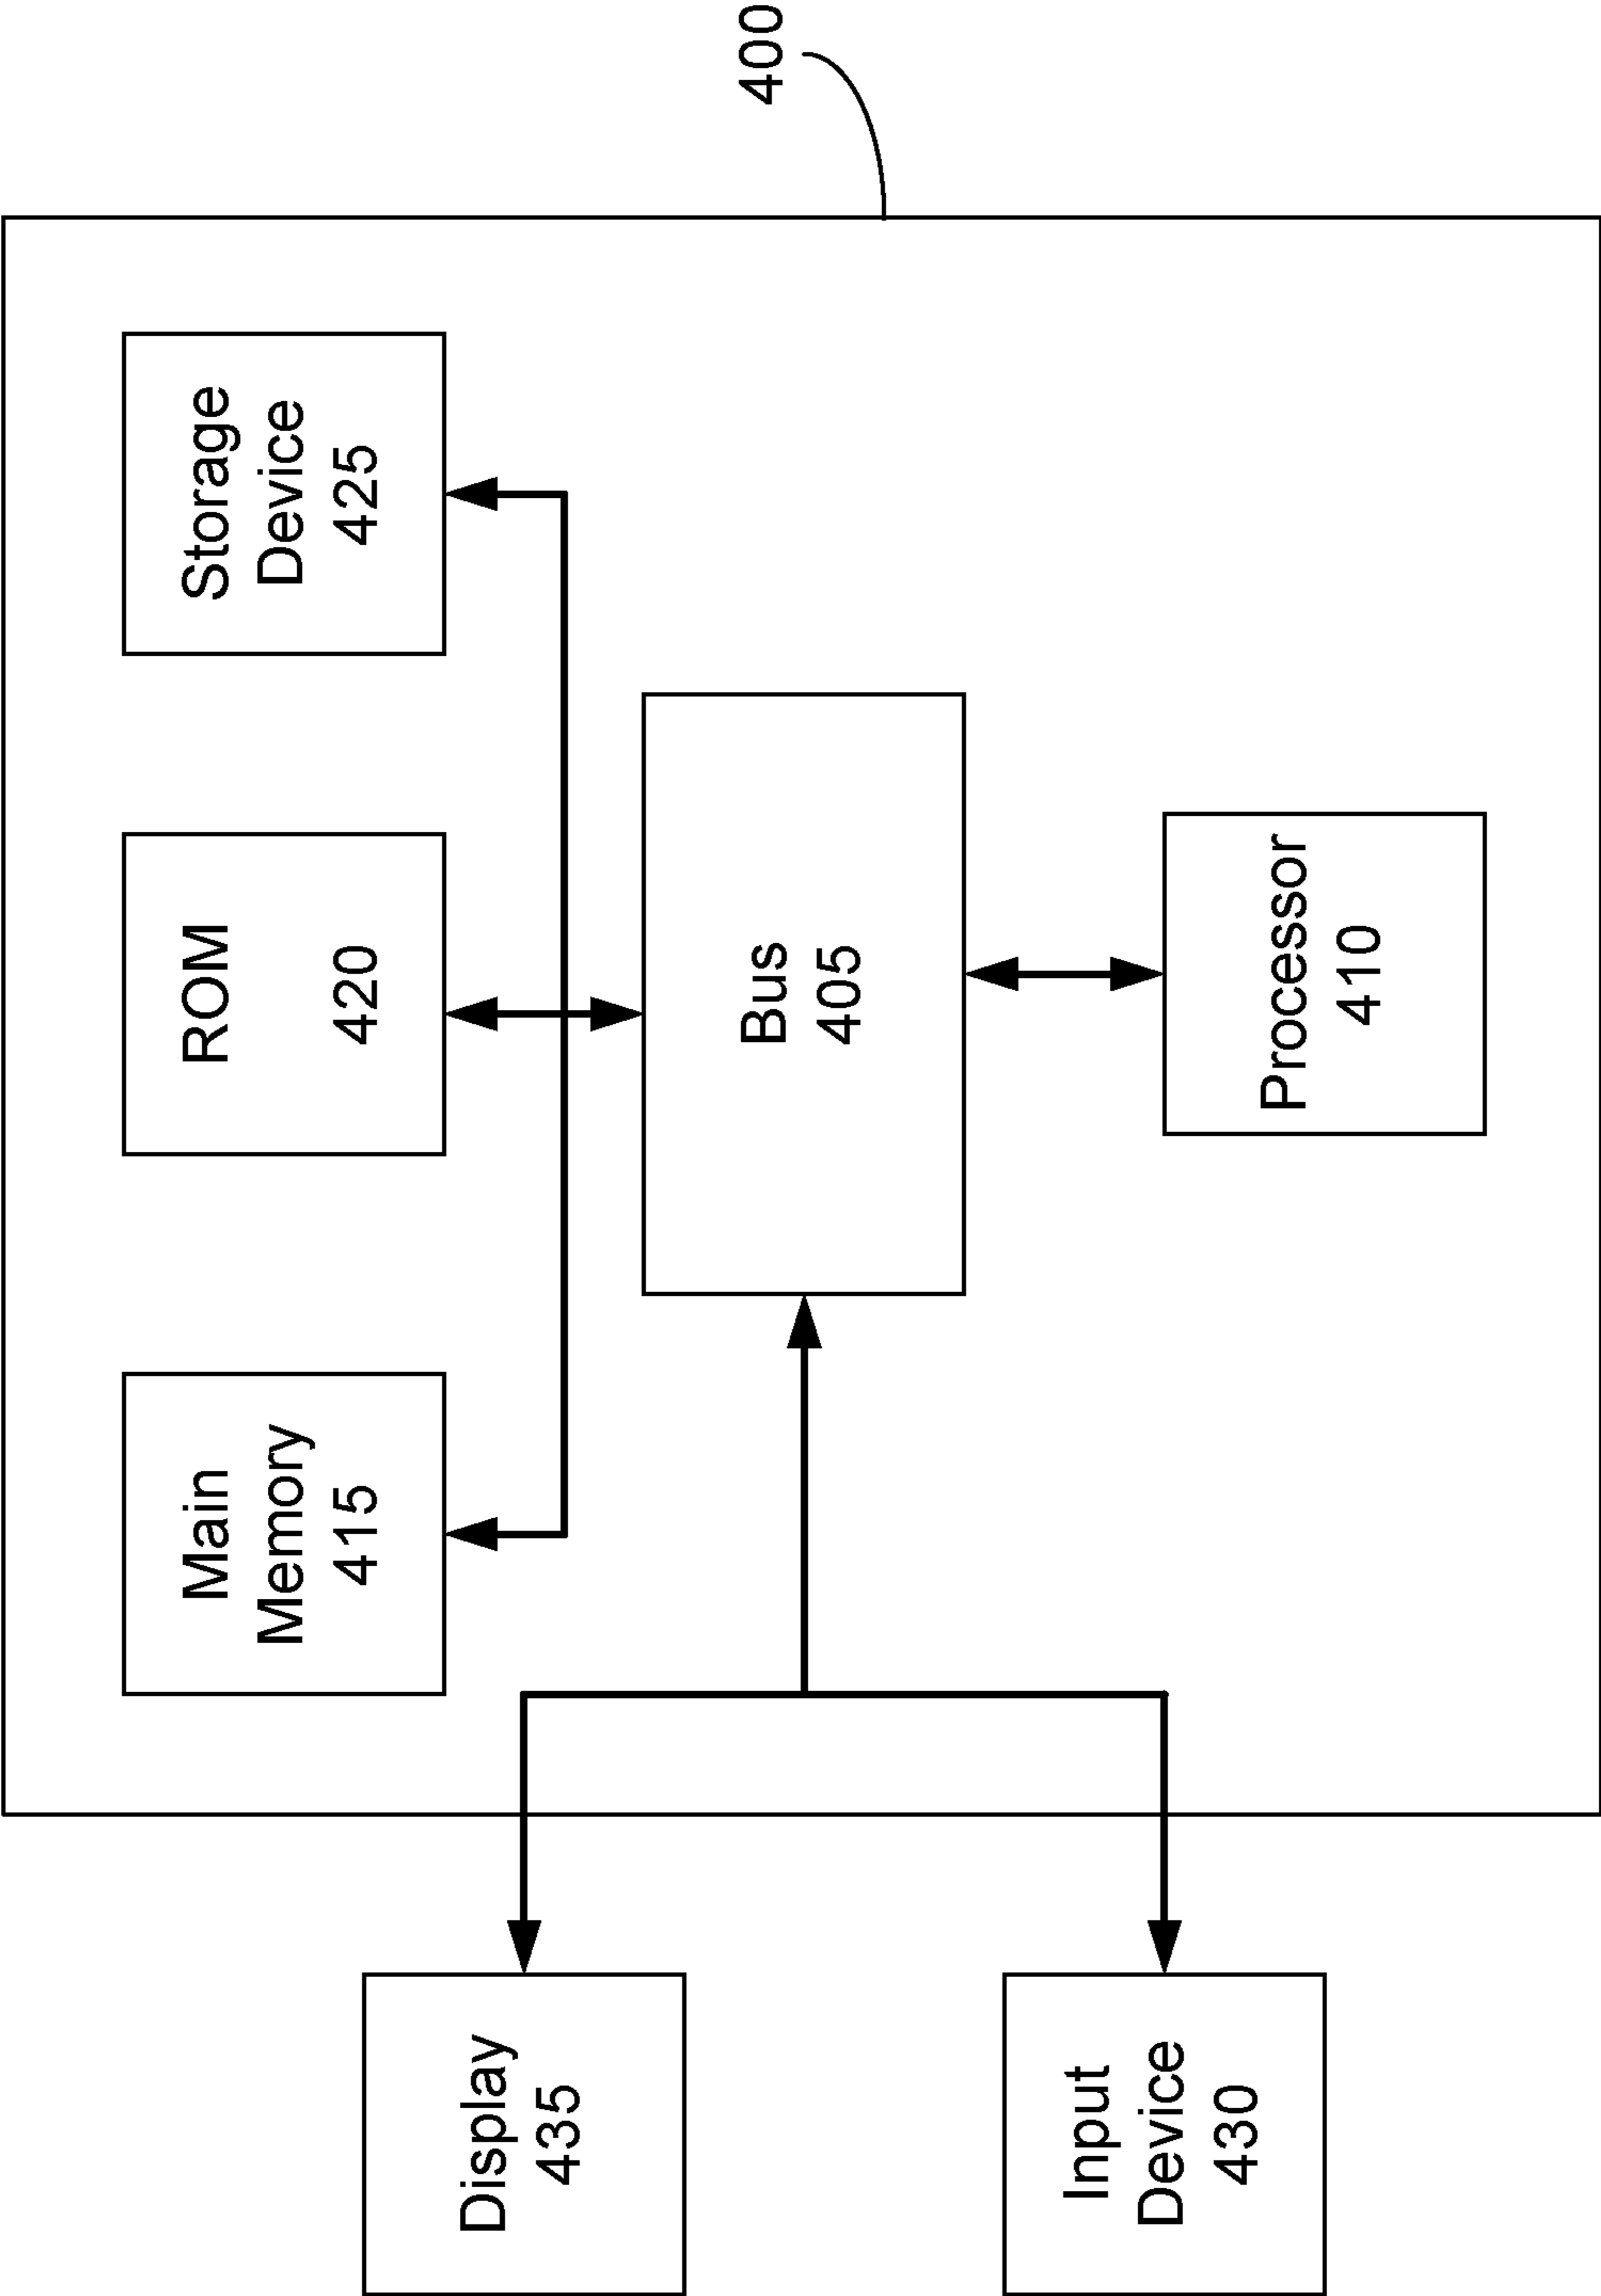 400
Main
Memory
415
ROM
420
Storage
Device
425
Display
435
Bus
405
Input
Device
430
Processor
410